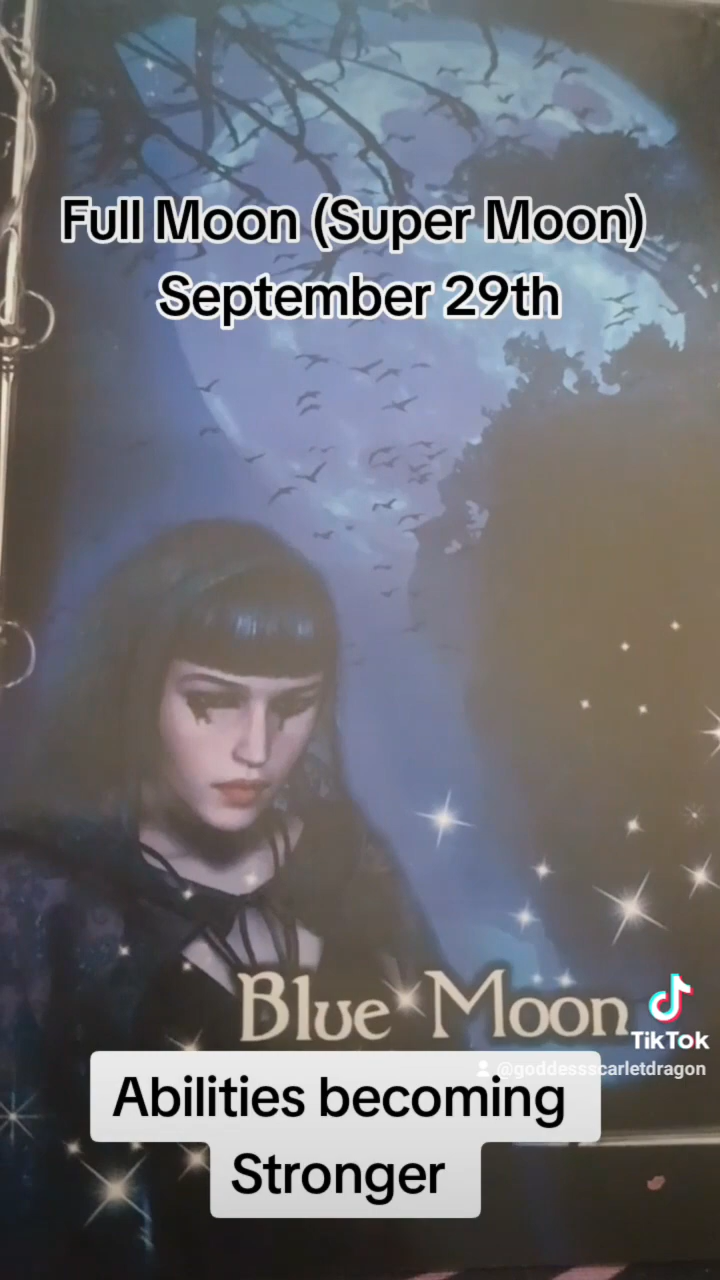 Full Moon (Super Moon)
September 29th
Blue Moon
TikTok
@goddessscarletdragon
Abilities becoming
Stronger